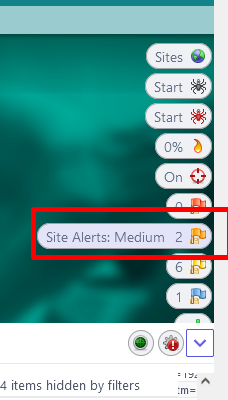 Sites
Start
Start
0%
On
0
Site Alerts: Medium 2
6
1
4 items hidden by filters